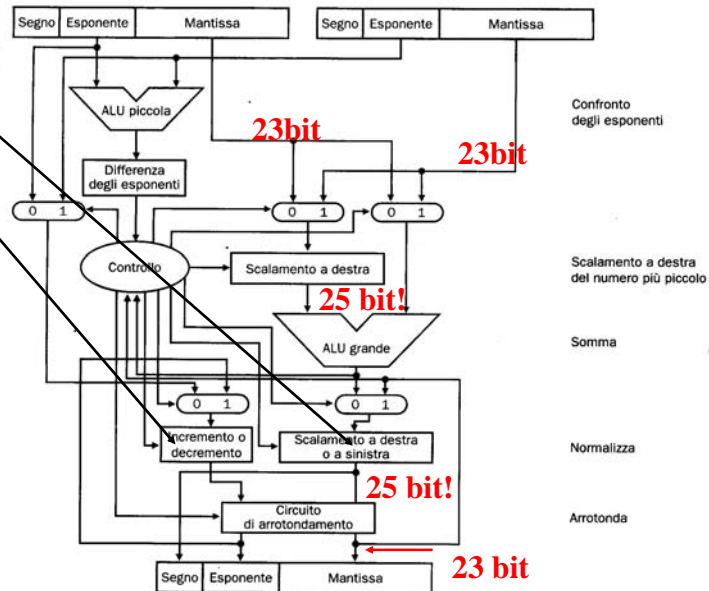 Segno Esponente Mantissa
Segno Esponente Mantissa
ALU piccola
Confronto
degli esponenti
23bit
23bit
Differenza
degli esponenti
0 1
0 1
0 1
Controllo
Scalamento a destra
Scalamento a destra
del numero più piccolo
25 bit!
ALU grande
Somma
0 1
0 1
Incremento o
decremento
Scalamento a destra
o a sinistra
Normalizza
25 bit!
Circuito
di arrotondamento
Arrotonda
23 bit
Segno Esponente Mantissa